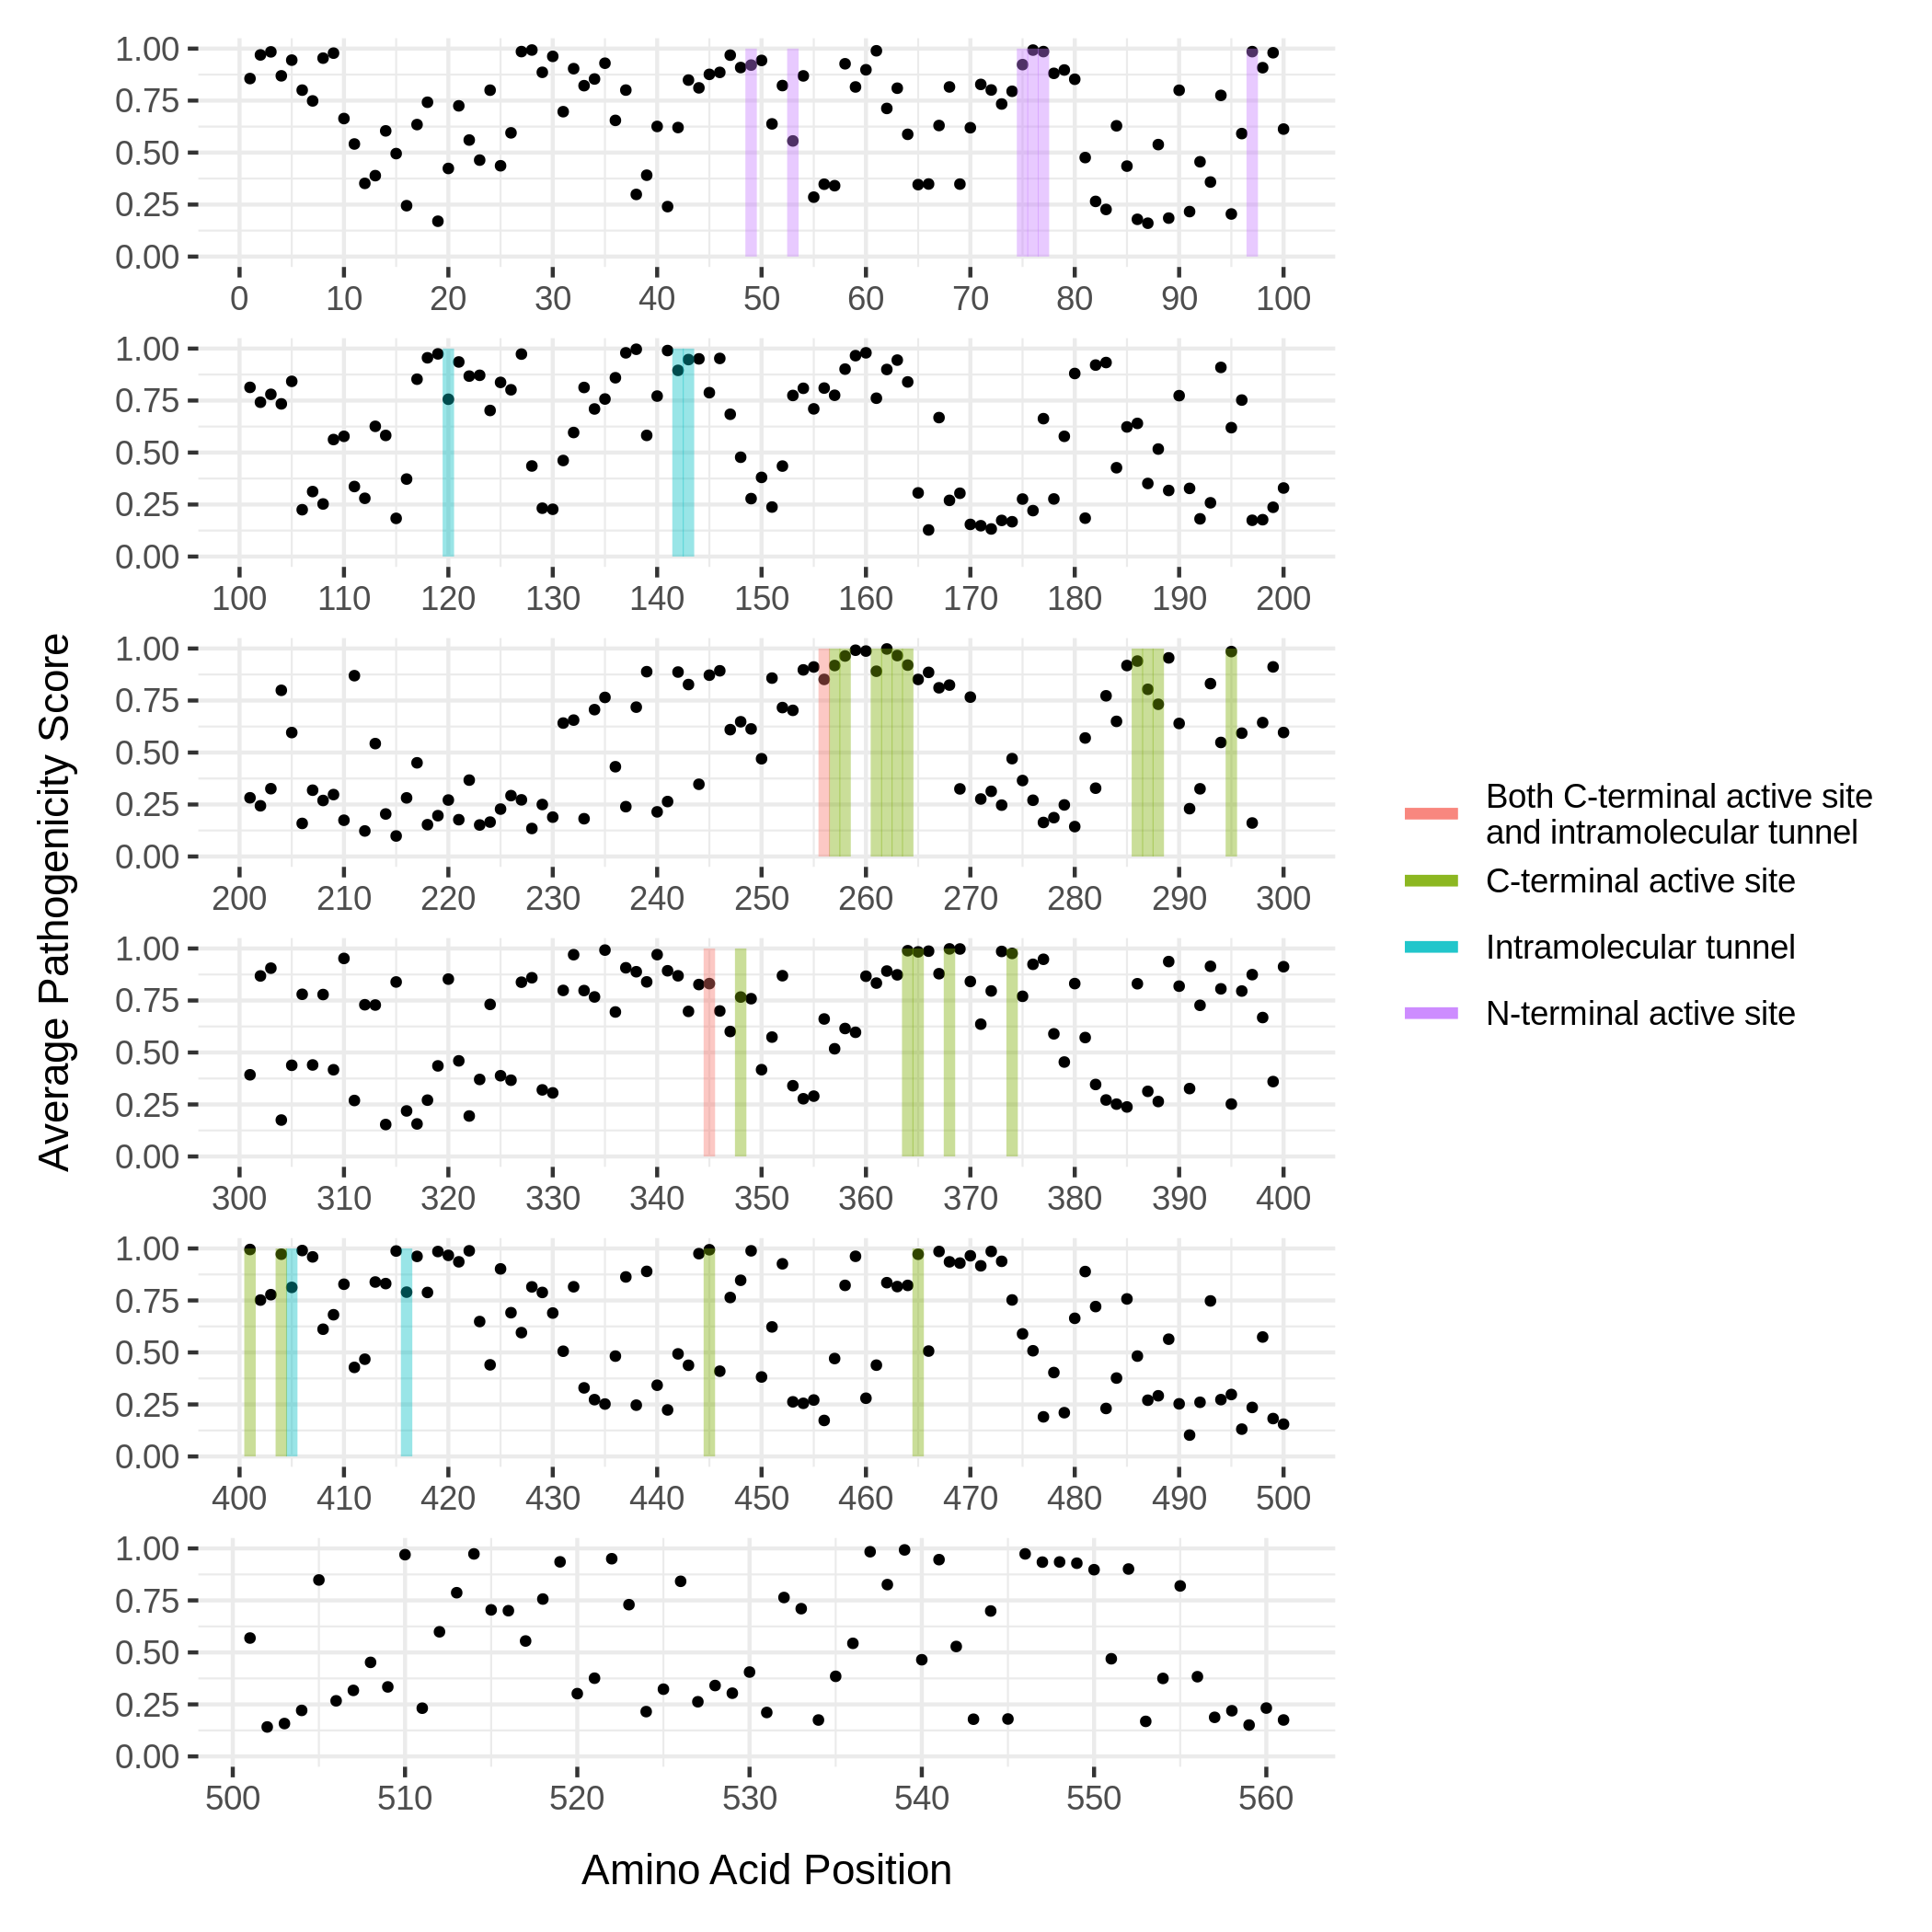 1.00
0.75
0.50
0.25
0.00
0 10 20 30 40 50 60 70 80 90 100
1.00
0.75
0.50
0.25
0.00
100 110 120 130 140 150 160 170 180 190 200
1.00
0.75
0.50
0.25
0.00
200 210 220 230 240 250 260 270 280 290 300
1.00
0.75
0.50
0.25
0.00
300 310 320 330 340 350 360 370 380 390 400
1.00
0.75
0.50
0.25
0.00
400 410 420 430 440 450 460 470 480 490 500
1.00
0.75
0.50
0.25
0.00
500 510 520 530 540 550 560
Average Pathogenicity Score
Amino Acid Position
Both C-terminal active site
and intramolecular tunnel
C-terminal active site
Intramolecular tunnel
N-terminal active site